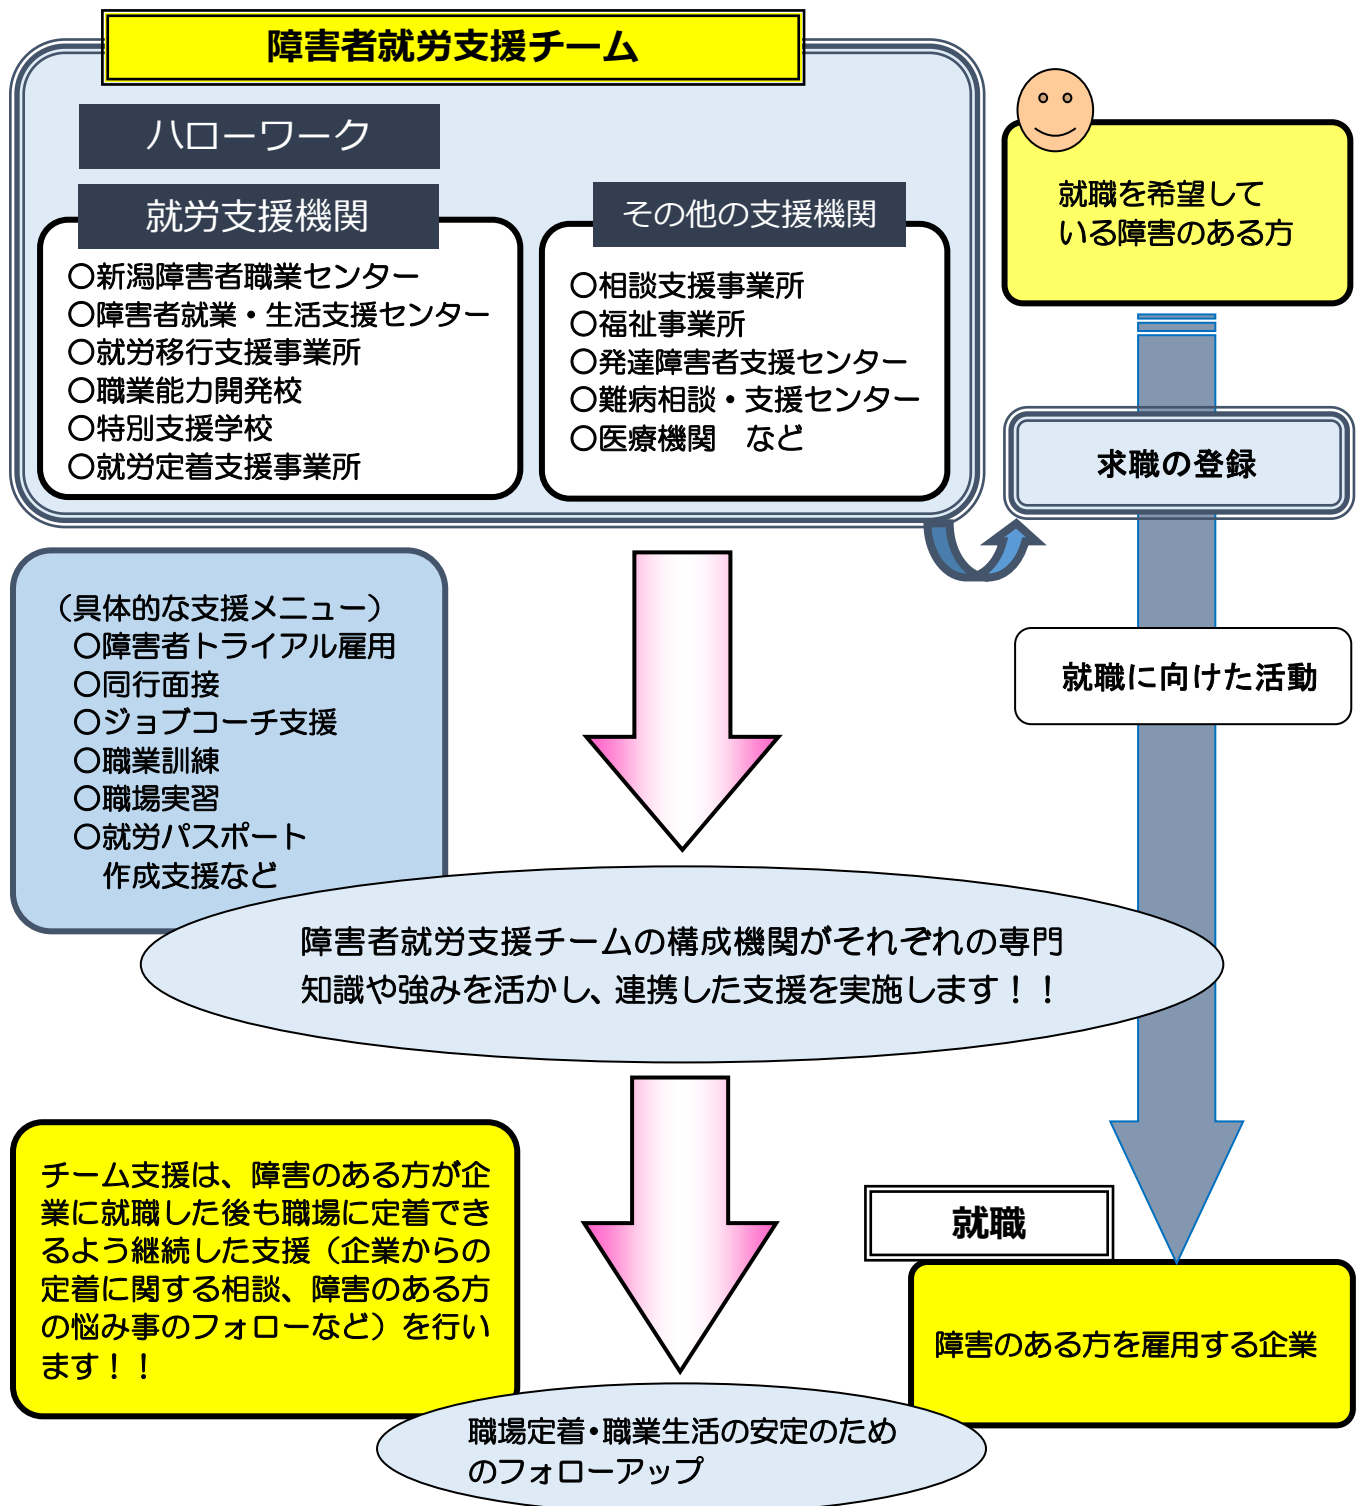 障害者就労支援チーム
ハローワーク
就労支援機関
〇新潟障害者職業センター
〇障害者就業・生活支援センター
〇就労移行支援事業所
〇職業能力開発校
〇特別支援学校
〇就労定着支援事業所
その他の支援機関
〇相談支援事業所
〇福祉事業所
〇発達障害者支援センター
〇難病相談・支援センター
〇医療機関　など
就職を希望して
いる障害のある方
求職の登録
就職に向けた活動
（具体的な支援メニュー）
〇障害者トライアル雇用
〇同行面接
〇ジョブコーチ支援
〇職業訓練
〇職場実習
〇就労パスポート
作成支援など
障害者就労支援チームの構成機関がそれぞれの専門
知識や強みを活かし、連携した支援を実施します！！
チーム支援は、障害のある方が企
業に就職した後も職場に定着でき
るよう継続した支援（企業からの
定着に関する相談、障害のある方
の悩み事のフォローなど）を行い
ます！！
就職
障害のある方を雇用する企業
職場定着・職業生活の安定のため
のフォローアップ